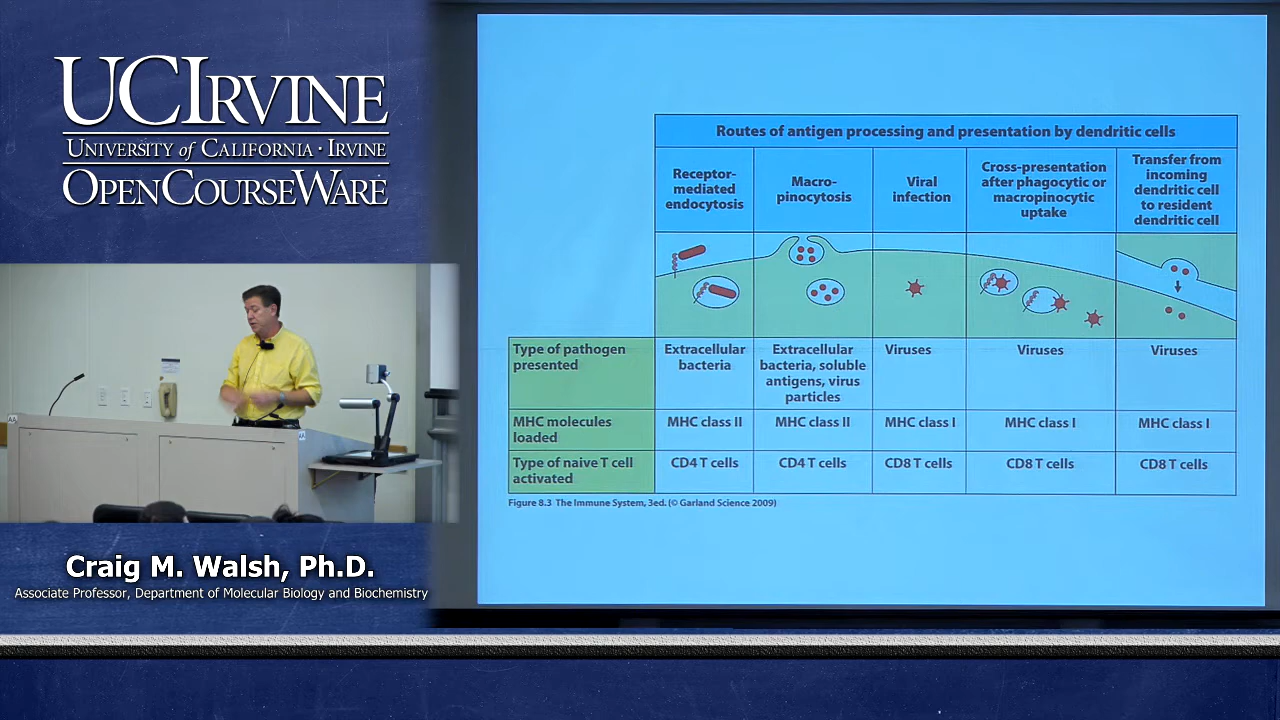 UCIRVINE
UNIVERSITY of CALIFORNIA · IRVINE
OPENCOURSEWARE
Craig M. Walsh, Ph.D.
Associate Professor, Department of Molecular Biology and Biochemistry
Routes of antigen processing and presentation by dendritic cells
Receptor-
mediated
endocytosis
Macro-
pinocytosis
Viral
infection
Cross-presentation
after phagocytic or
macropinocytic
uptake
Transfer from
incoming
dendritic cell
to resident
dendritic cell
Type of pathogen
presented
Extracellular
bacteria
Extracellular
bacteria, soluble
antigens, virus
particles
Viruses
Viruses
Viruses
MHC molecules
loaded
MHC class II
MHC class II
MHC class I
MHC class I
MHC class I
Type of naive T cell
activated
CD4 T cells
CD4 T cells
CD8 T cells
CD8 T cells
CD8 T cells
Figure 8.3 The Immune System, 3ed. (© Garland Science 2009)